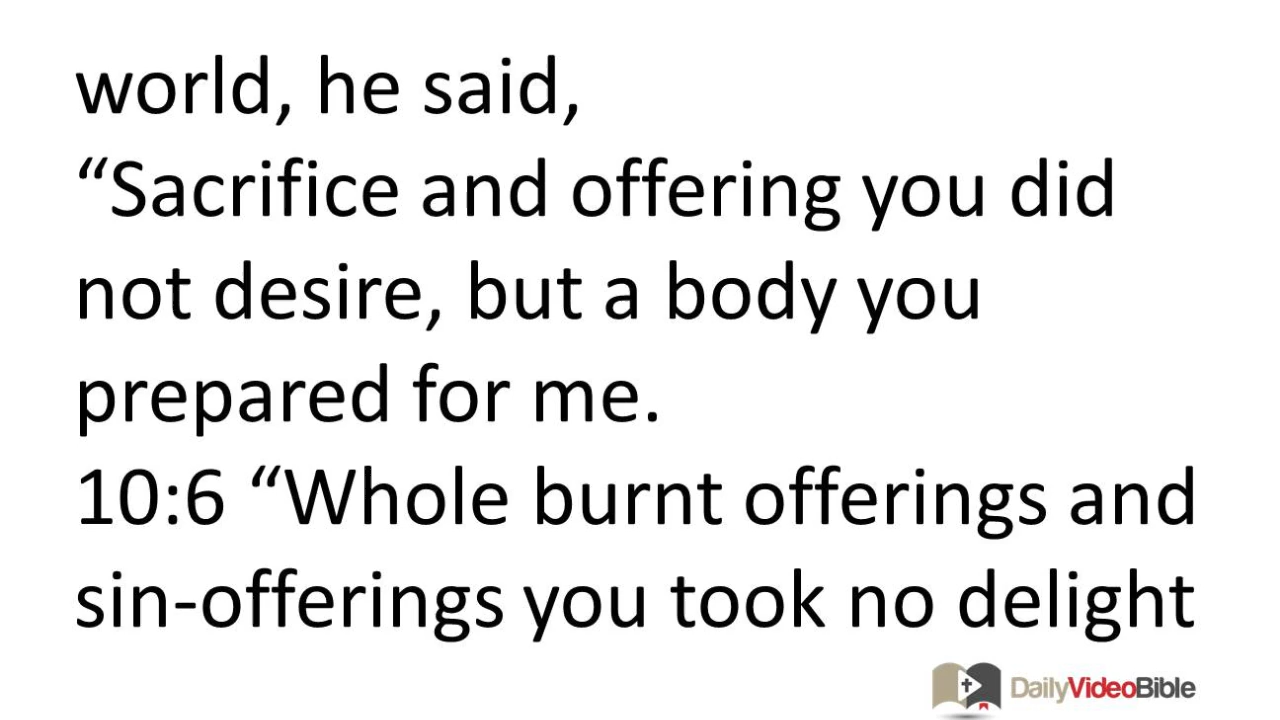 world, he said,
“Sacrifice and offering you did
not desire, but a body you
prepared for me.
10:6 “Whole burnt offerings and
sin-offerings you took no delight
DailyVideoBible